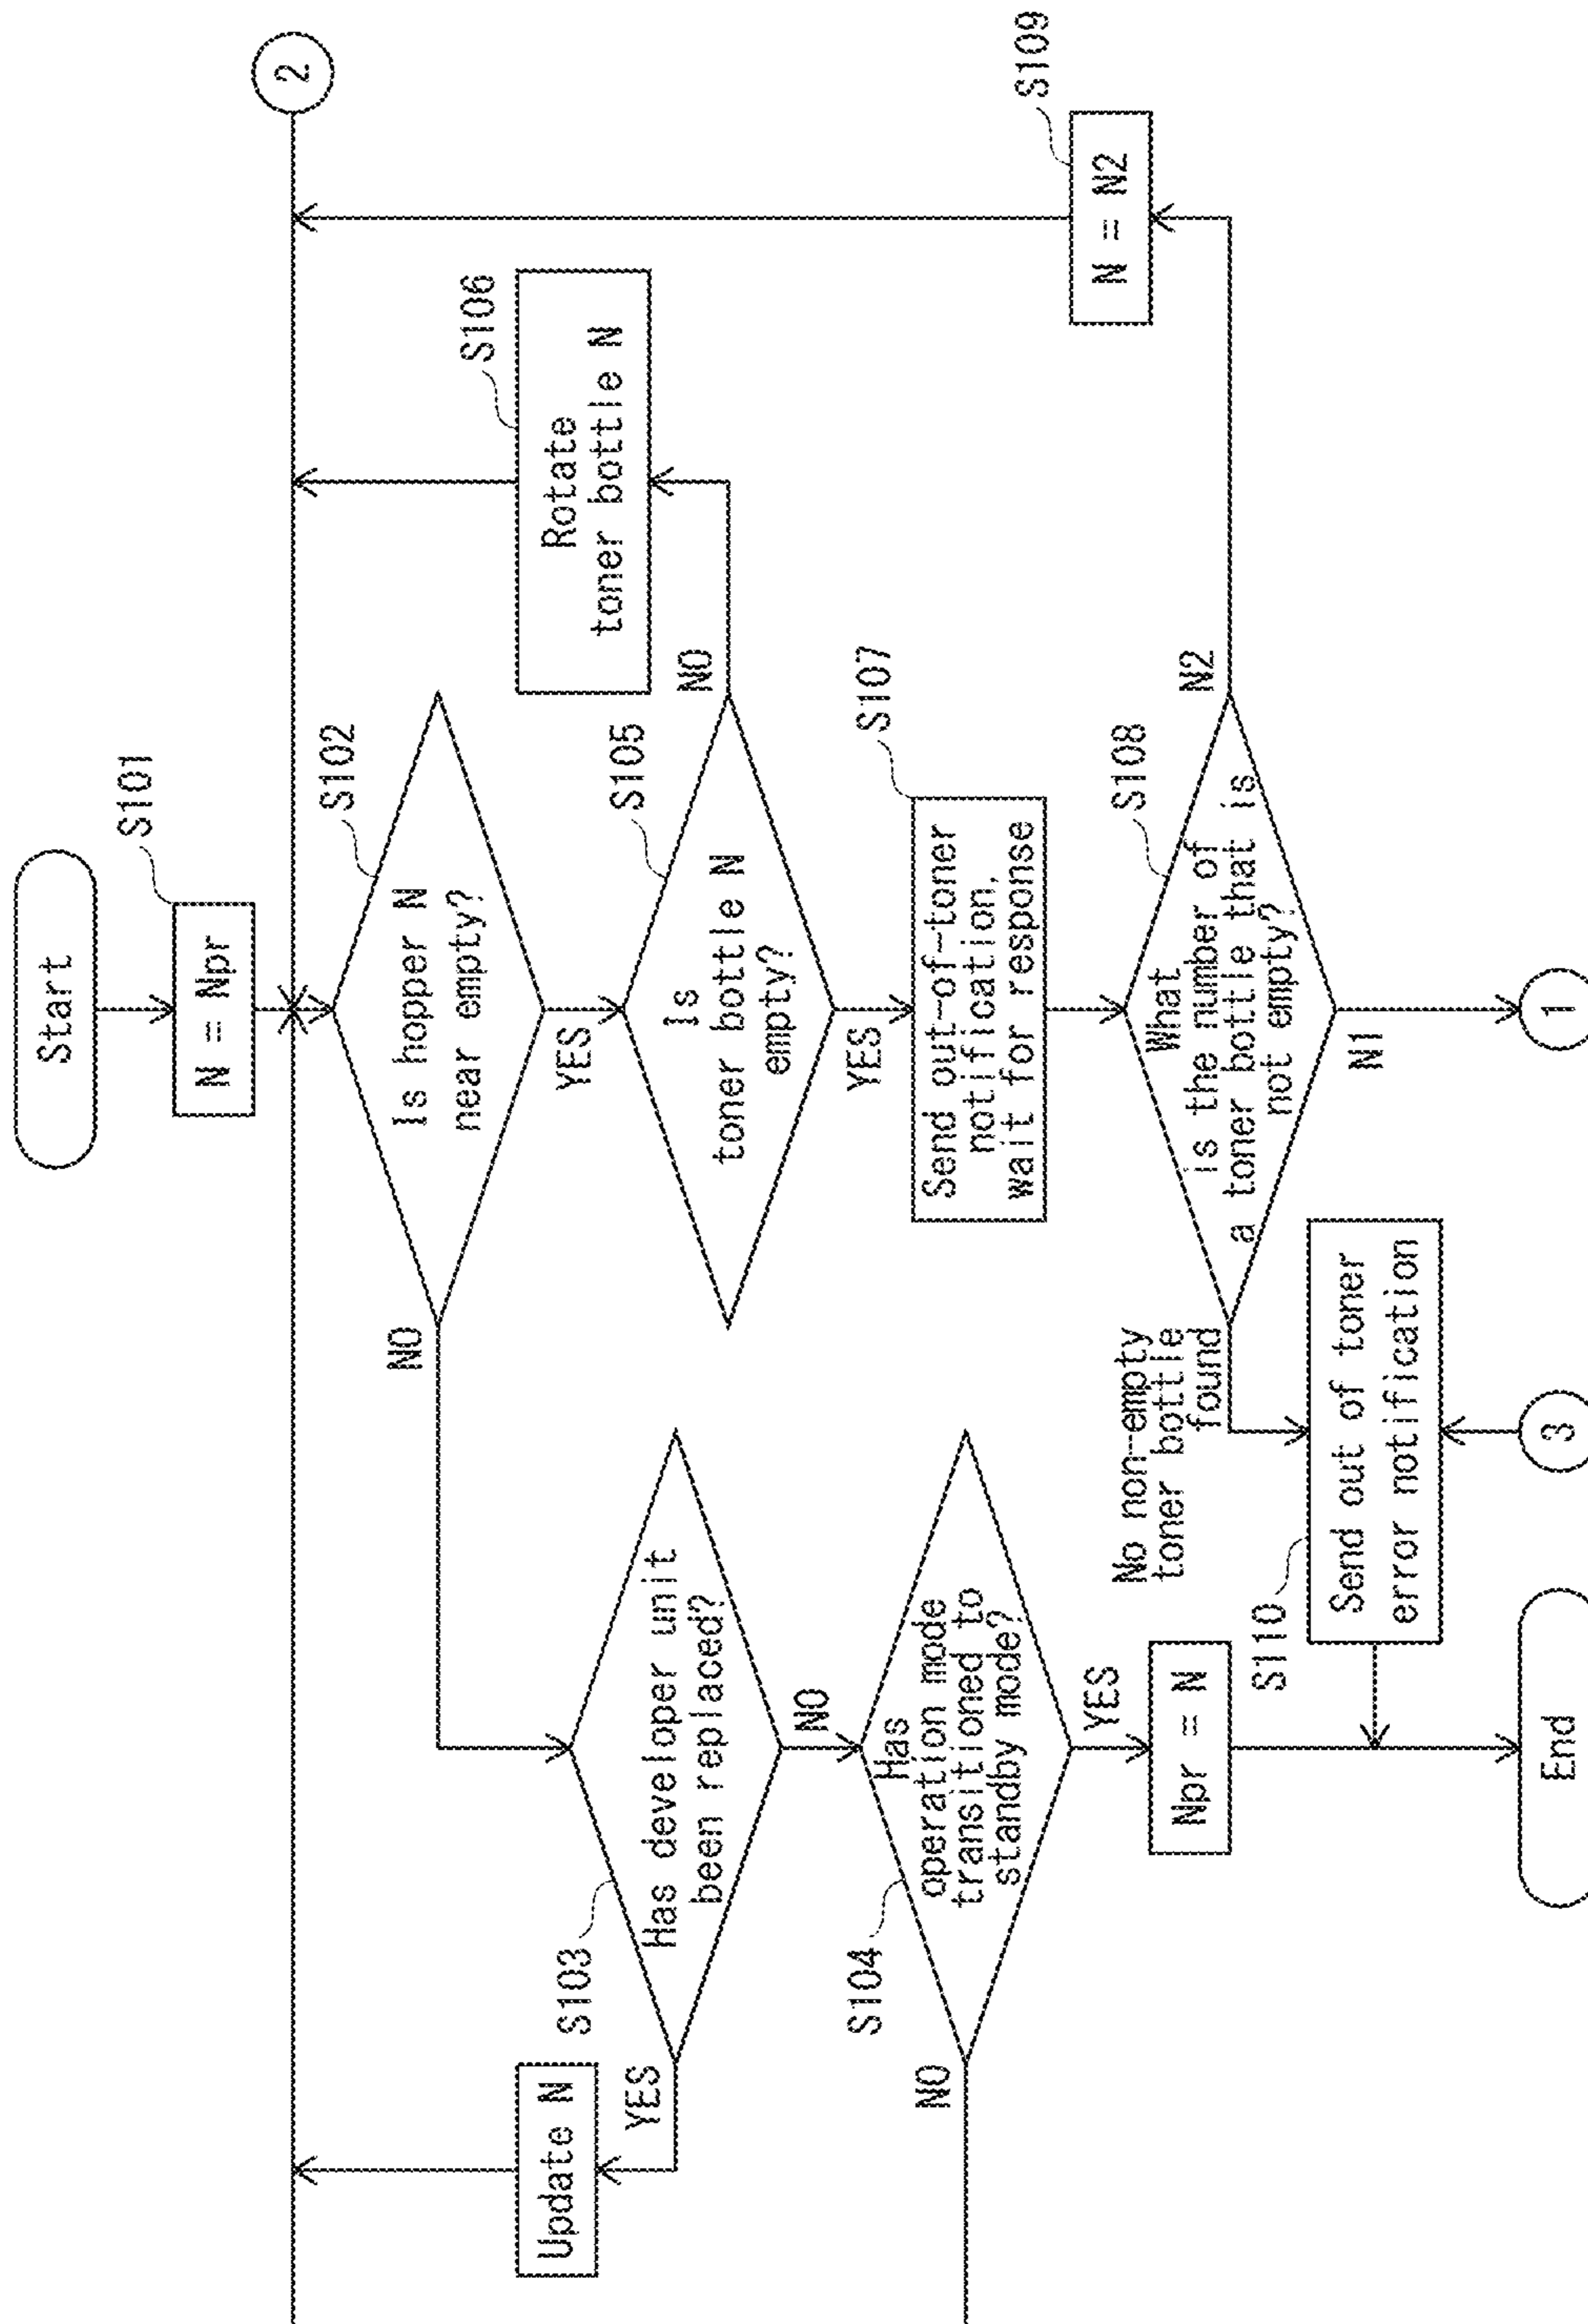 Start
S101
N = Npr
2
S102
Is hopper N
near empty?
NO
YES
S103
Has developer unit
been replaced?
YES
Update N
NO
S104
Has
operation mode
transitioned to
standby mode?
NO
YES
Npr = N
S105
Is
toner bottle N
empty?
NO
YES
S106
Rotate
toner bottle N
S107
Send out-of-toner
notification,
wait for response
S108
What
is the number of
a toner bottle that is
not empty?
N2
N1
S109
N = N2
No non-empty
toner bottle
found
S110
Send out of toner
error notification
End
3
1